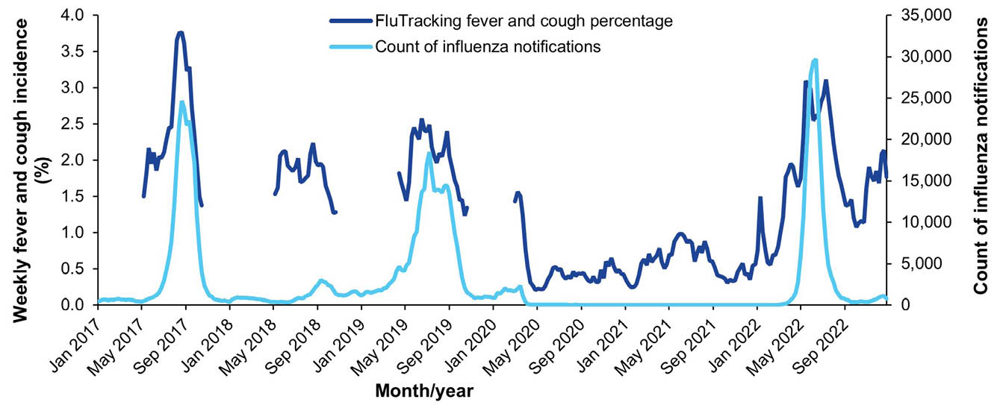 FluTracking fever and cough percentage
Count of influenza notifications
Weekly fever and cough incidence
(%)
4.0
3.5
3.0
2.5
2.0
1.5
1.0
0.5
0.0
35,000
30,000
25,000
20,000
15,000
10,000
5,000
0
Count of influenza notifications
Jan 2017
May 2017
Sep 2017
Jan 2018
May 2018
Sep 2018
Jan 2019
May 2019
Sep 2019
Jan 2020
May 2020
Sep 2020
Jan 2021
May 2021
Sep 2021
Jan 2022
May 2022
Sep 2022
Month/year